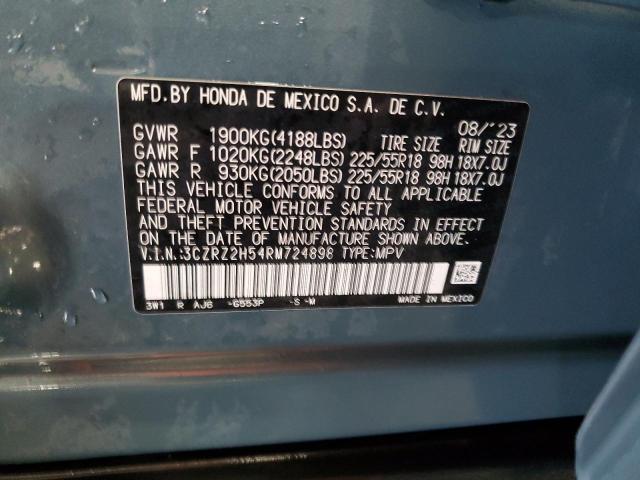 MFD.BY HONDA DE MEXICO S.A. DE C.V.
08/'23
GVWR 1900KG(4188LBS) TIRE SIZE RIM SIZE
GAWR F 1020KG(2248LBS) 225/55R18 98H 18X7.0J
GAWR R 930KG(2050LBS) 225/55R18 98H 18X7.0J
THIS VEHICLE CONFORMS TO ALL APPLICABLE
FEDERAL MOTOR VEHICLE SAFETY
AND THEFT PREVENTION STANDARDS IN EFFECT
ON THE DATE OF MANUFACTURE SHOWN ABOVE.
V.I.N.:3CZRZ2H54RM724898 TYPE:MPV
3W1 R AJ6 -G553P -S -M MADE IN MEXICO